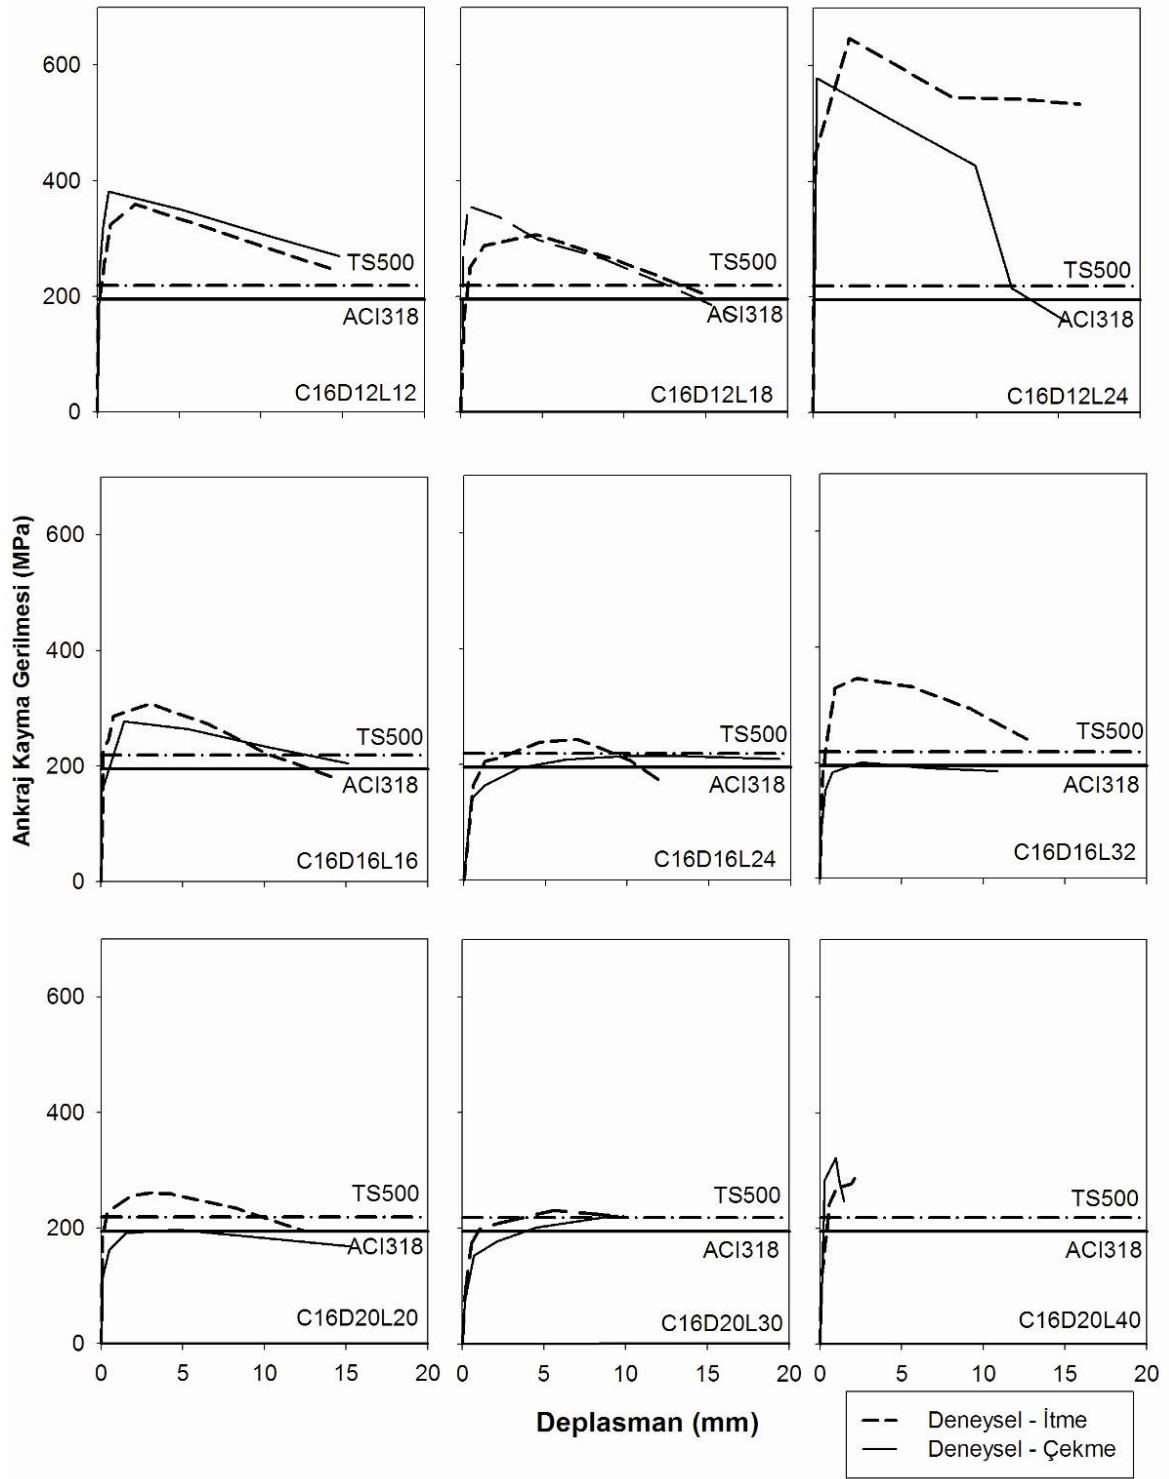 600
400
200
0
TS500
ACI318
C16D12L12
TS500
ACI318
C16D12L18
TS500
ACI318
C16D12L24
Ankraj Kayma Gerilmesi (MPa)
600
400
200
0
TS500
ACI318
C16D16L16
TS500
ACI318
C16D16L24
TS500
ACI318
C16D16L32
600
400
200
0
TS500
ACI318
C16D20L20
TS500
ACI318
C16D20L30
TS500
ACI318
C16D20L40
0 5 10 15 20
0 5 10 15 20
0 5 10 15 20
Deplasman (mm)
Deneysel - İtme
Deneysel - Çekme